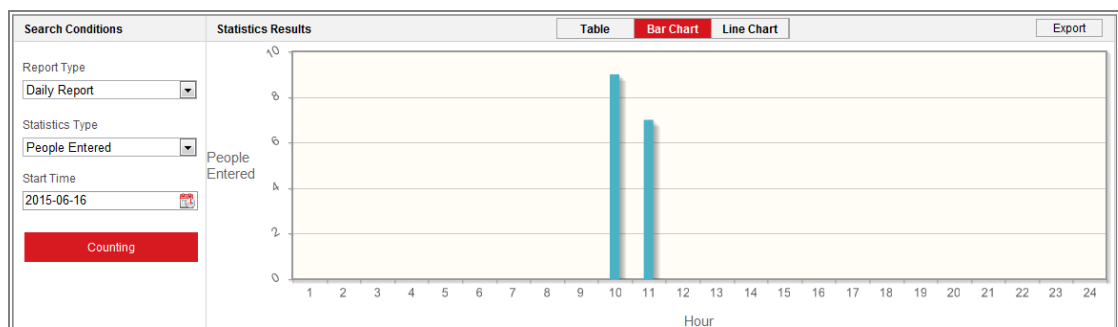 Search Conditions
Statistics Results
Table Bar Chart Line Chart
Export
Report Type
Daily Report
Statistics Type
People Entered
Start Time
2015-06-16
Counting
People
Entered
10
8
6
4
2
0
1 2 3 4 5 6 7 8 9 10 11 12 13 14 15 16 17 18 19 20 21 22 23 24
Hour